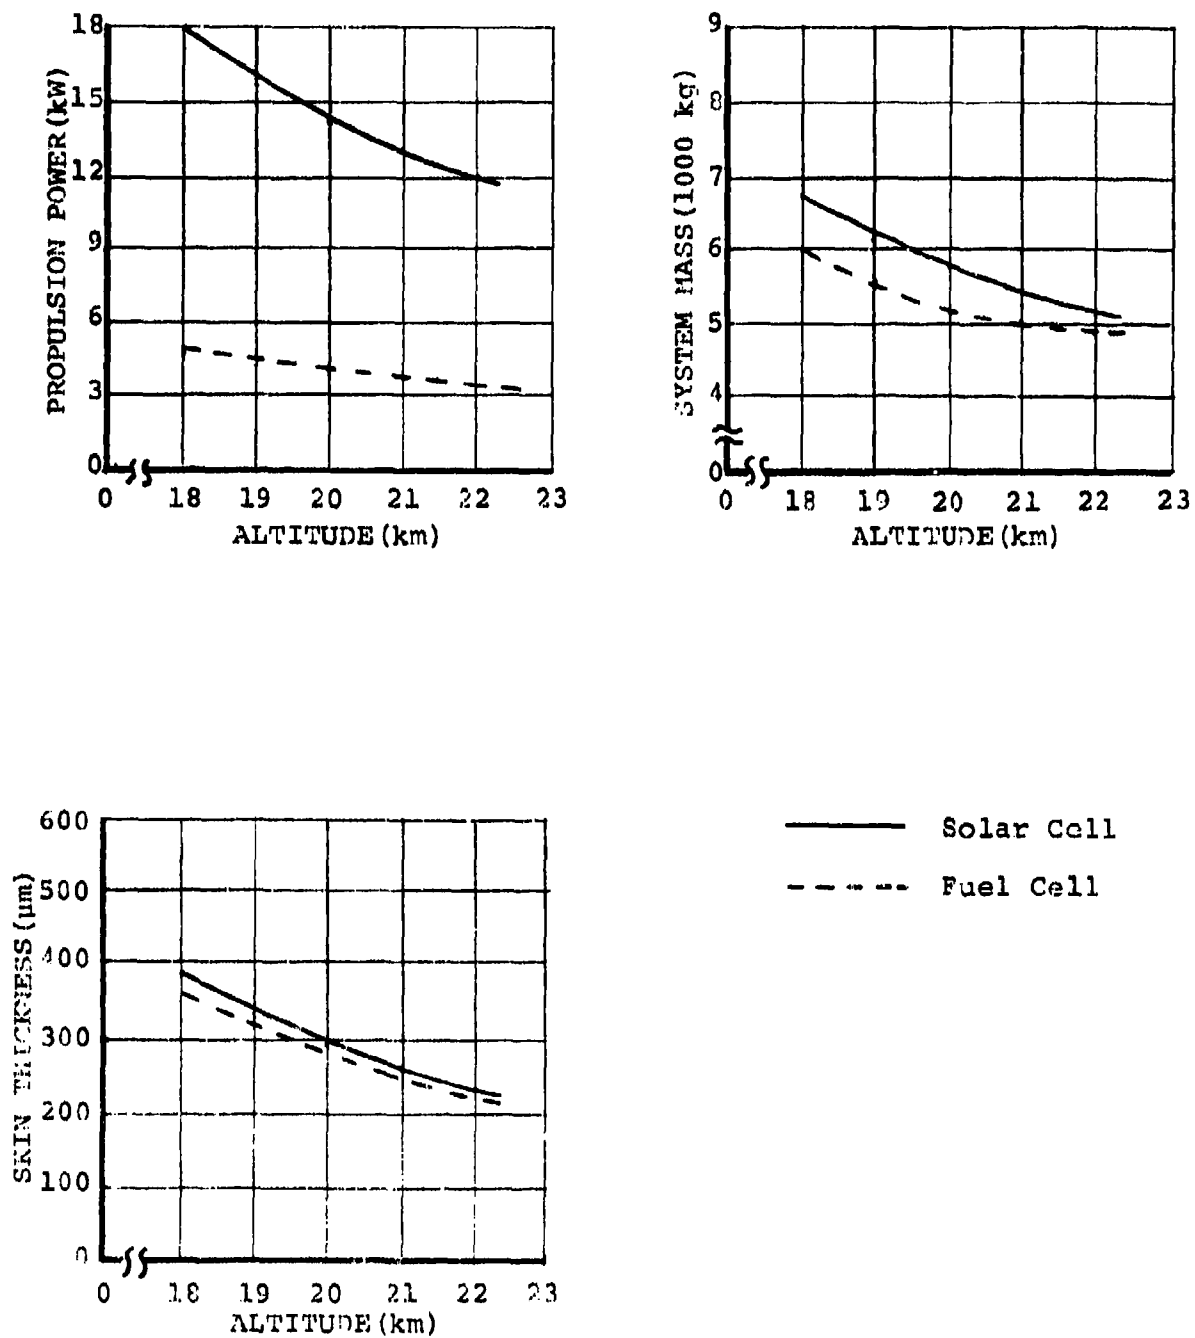 PROPULSION POWER(kW)
18
15
12
9
6
3
0
0 18 19 20 21 22 23
ALTITUDE(km)
SYSTEM MASS(1000 kg)
9
8
7
6
5
4
0
0 18 19 20 21 22 23
ALTITUDE(km)
SKIN THICKNESS(µm)
600
500
400
300
200
100
0
0 18 19 20 21 22 23
ALTITUDE(km)
Solar Cell
Fuel Cell